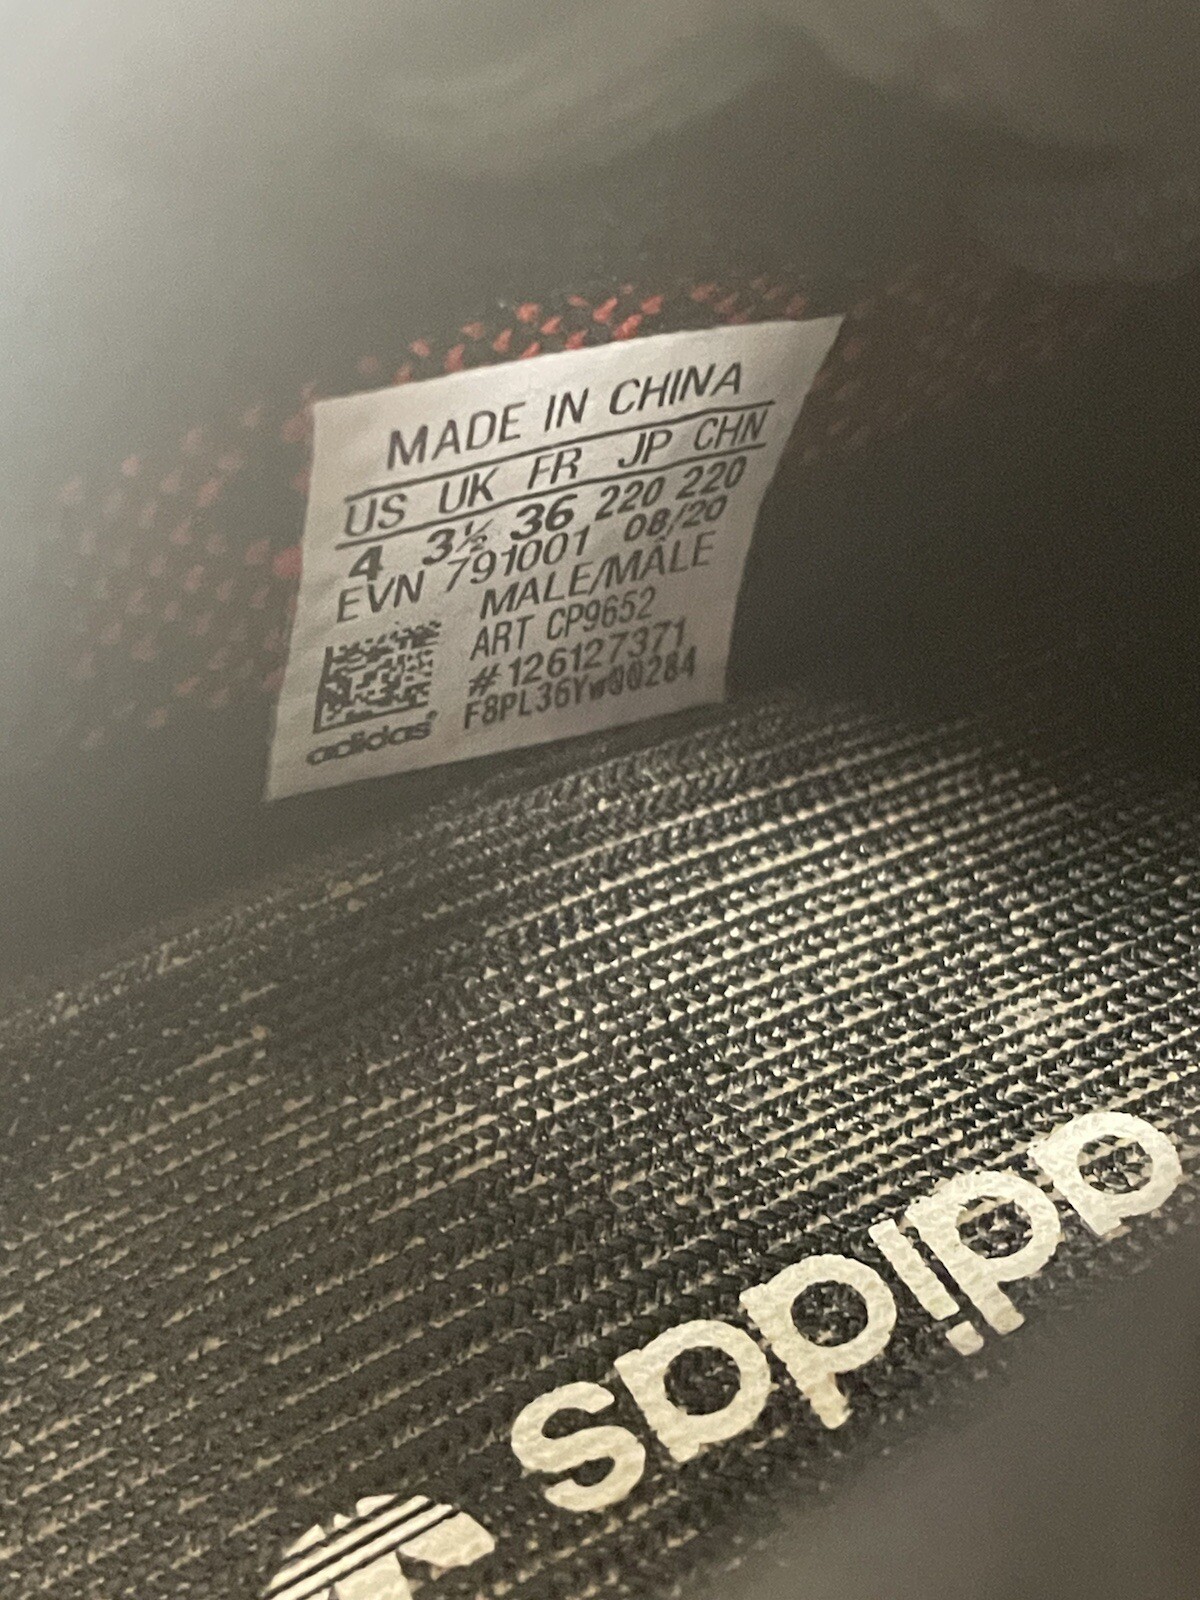 MADE IN CHINA
US UK FR JP CHN
4 3½ 36 220 220
EVN 791001 08/20
MALE/MÂLE
ART CP9652
#126127371
F8PL36YW00284
adidas®
adidas